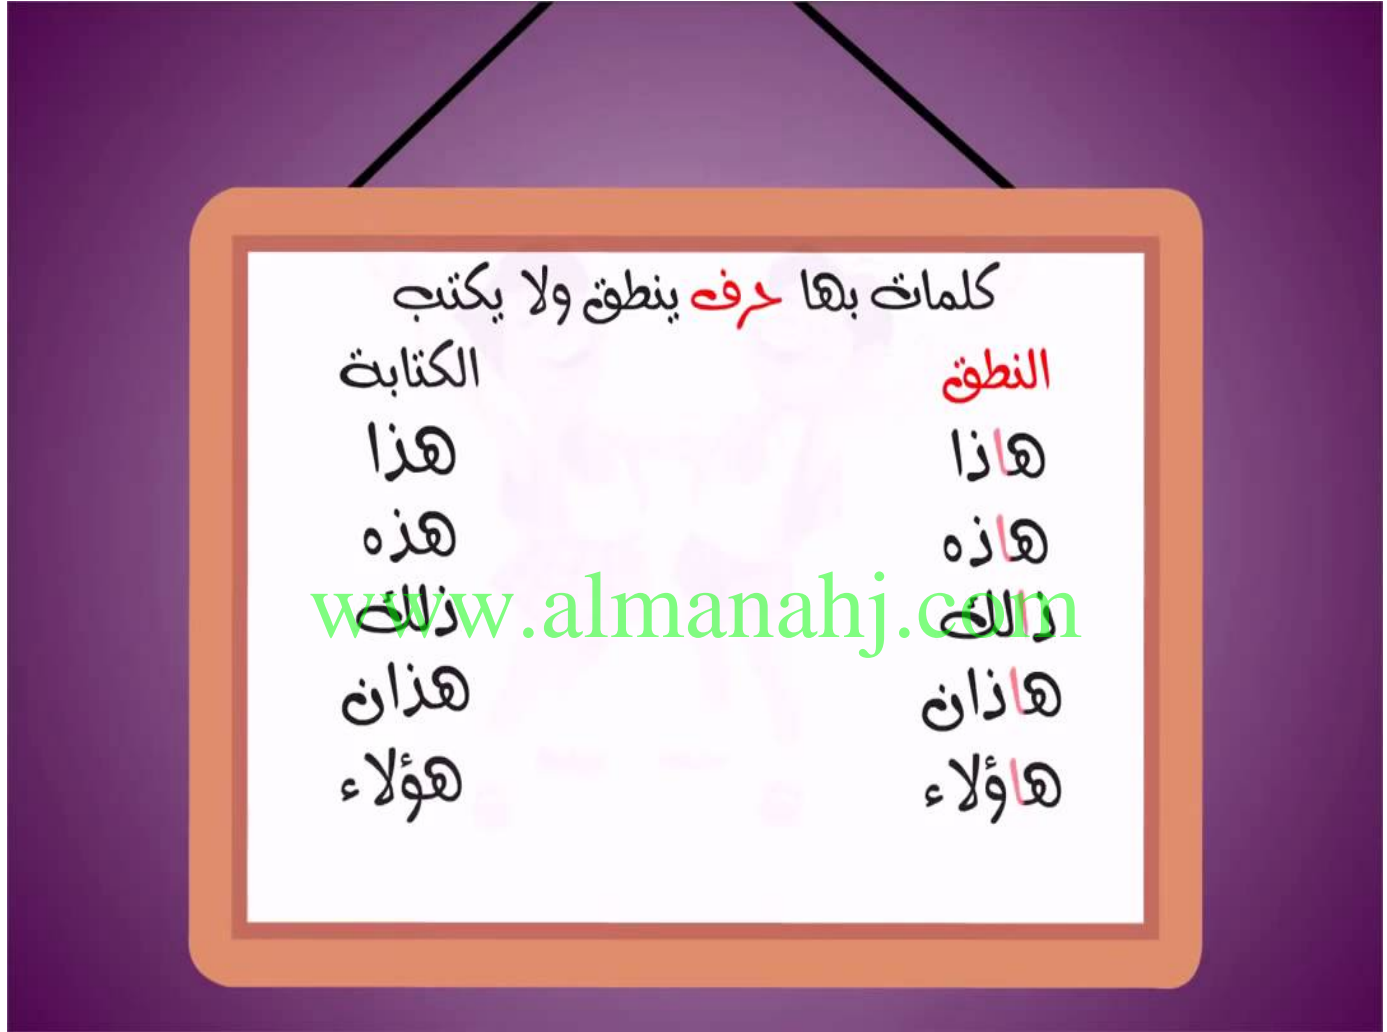 كلمات بها حرف ينطق ولا يكتب
النطق الكتابة
هاذا هذا
هاذه هذه
ذالك ذلك
www.almanahj.com
هاذان هذان
هاؤلاء هؤلاء